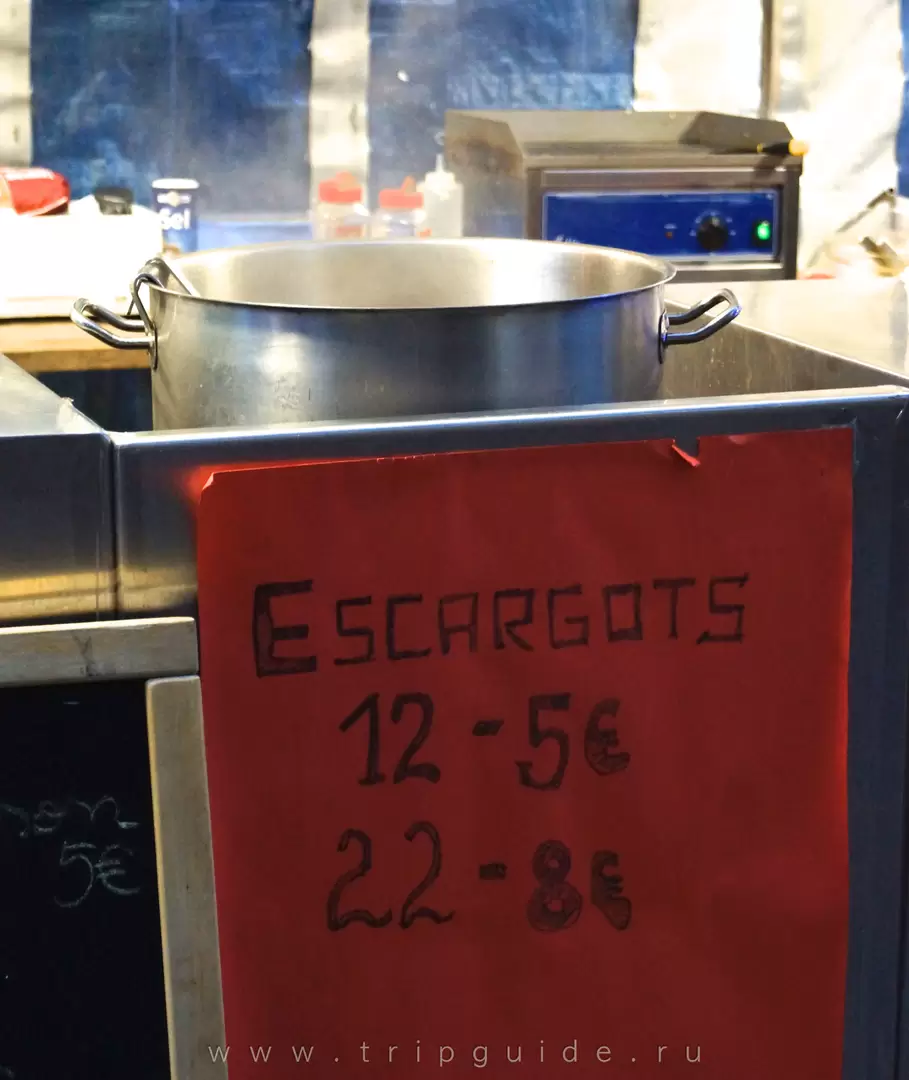 Sel
ESCARGOTS
12 - 5€
22 - 8€
5€
www.tripguide.ru